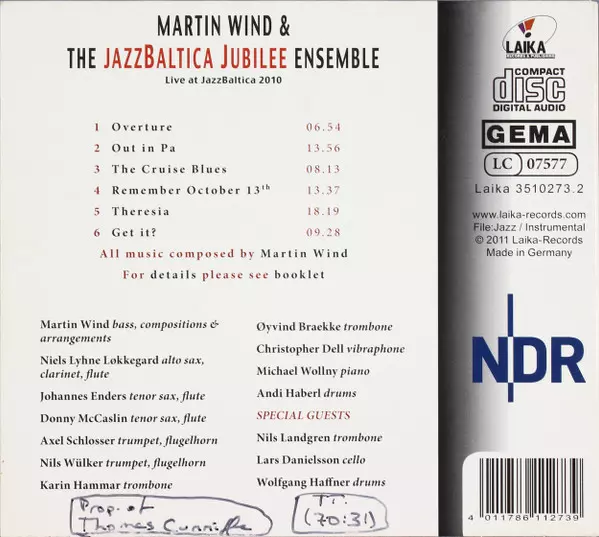 MARTIN WIND &
THE JAZZBALTICA JUBILEE ENSEMBLE
Live at JazzBaltica 2010
1 Overture 06.54
2 Out in Pa 13.56
3 The Cruise Blues 08.13
4 Remember October 13th 13.37
5 Theresia 18.19
6 Get it? 09.28
All music composed by Martin Wind
For details please see booklet
Martin Wind bass, compositions &
arrangements
Niels Lyhne Løkkegard alto sax,
clarinet, flute
Johannes Enders tenor sax, flute
Donny McCaslin tenor sax, flute
Axel Schlosser trumpet, flugelhorn
Nils Wülker trumpet, flugelhorn
Karin Hammar trombone
Øyvind Braekke trombone
Christopher Dell vibraphone
Michael Wollny piano
Andi Haberl drums
SPECIAL GUESTS
Nils Landgren trombone
Lars Danielsson cello
Wolfgang Haffner drums
Prop. of
Thomas Cunniffe
T.T.
(70:31)
LAIKA
RECORDS & PUBLISHING
COMPACT
disc
DIGITAL AUDIO
GEMA
LC 07577
Laika 3510273.2
www.laika-records.com
File:Jazz / Instrumental
© 2011 Laika-Records
Made in Germany
NDR
4 011786 112739